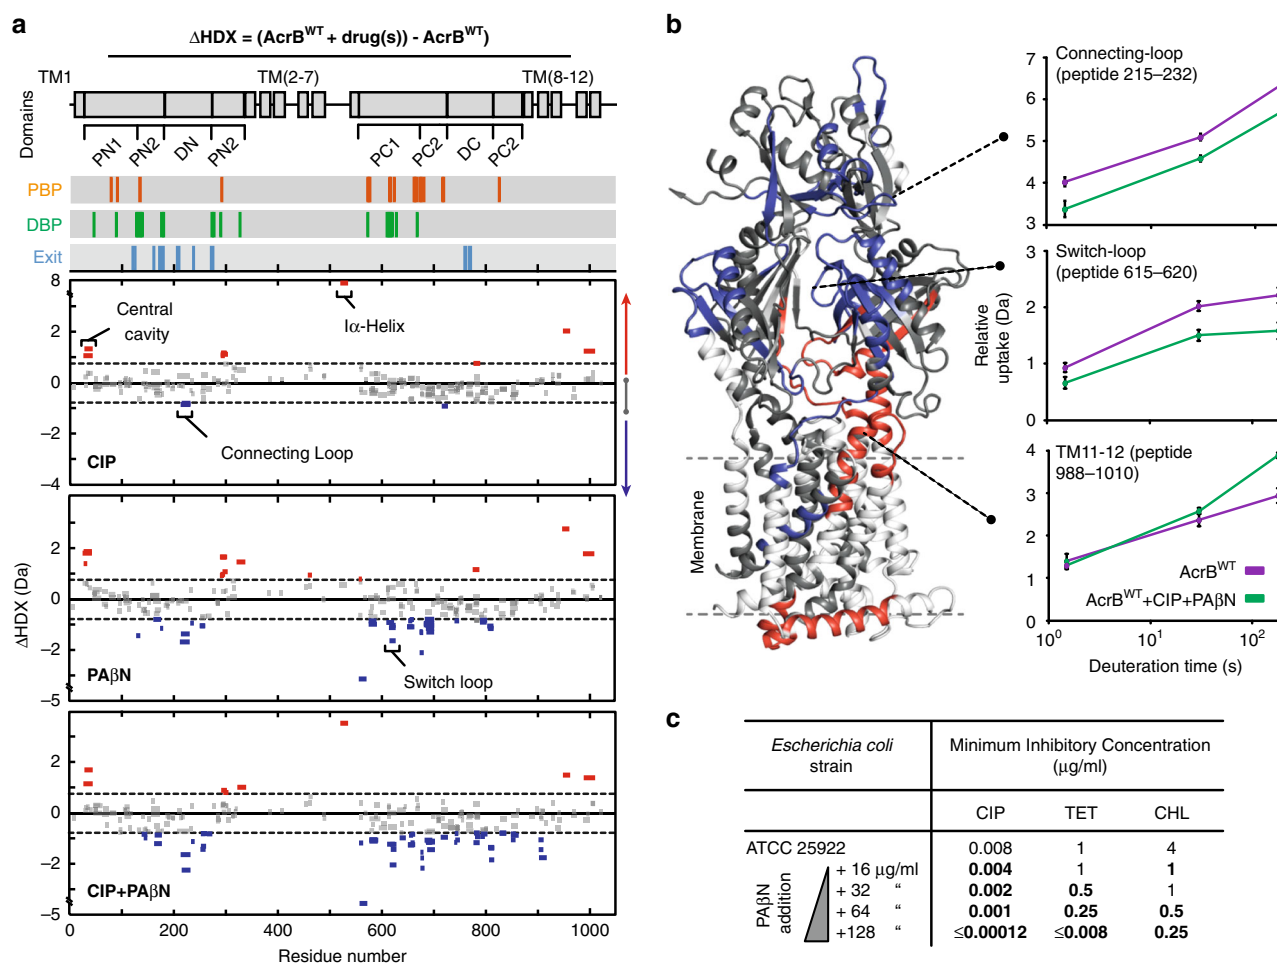 a
ΔHDX = (AcrB^WT + drug(s)) - AcrB^WT)
TM1
TM(2-7)
TM(8-12)
Domains
PN1
PN2
DN
PN2
PC1
PC2
DC
PC2
PBP
DBP
Exit
8
2
0
−2
−4
Central
cavity
Iα-Helix
Connecting Loop
CIP
2
0
−2
−5
ΔHDX (Da)
Switch loop
PAβN
2
0
−2
−5
CIP+PAβN
0
200
400
600
800
1000
Residue number
b
Membrane
7
6
5
4
3
Connecting-loop
(peptide 215–232)
3
2
1
0
Switch-loop
(peptide 615–620)
Relative
uptake (Da)
4
3
2
1
0
TM11-12 (peptide
988–1010)
AcrB^WT
AcrB^WT+CIP+PAβN
10^0
10^1
10^2
Deuteration time (s)
c
Escherichia coli
strain
Minimum Inhibitory Concentration
(μg/ml)
CIP TET CHL
ATCC 25922 0.008 1 4
PAβN
addition
+ 16 μg/ml 0.004 1 1
+ 32 “ 0.002 0.5 1
+ 64 “ 0.001 0.25 0.5
+128 “ ≤0.00012 ≤0.008 0.25